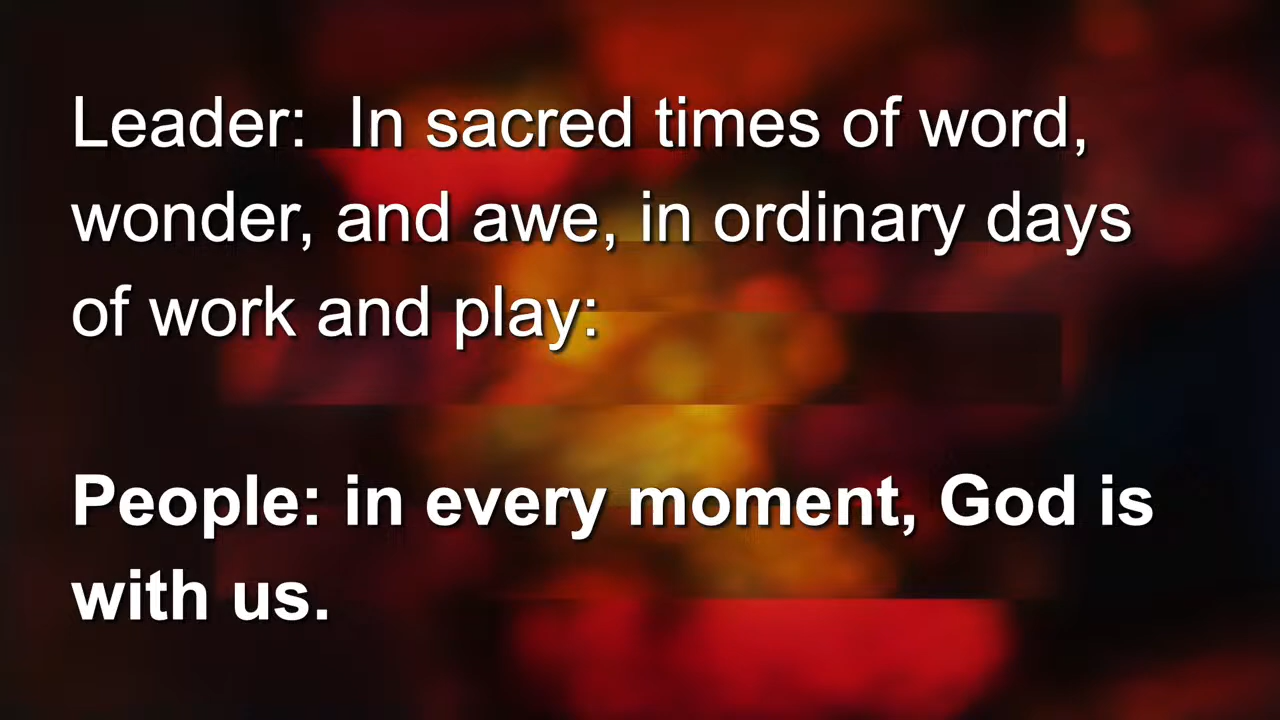 Leader:  In sacred times of word,
wonder, and awe, in ordinary days
of work and play:
People: in every moment, God is
with us.